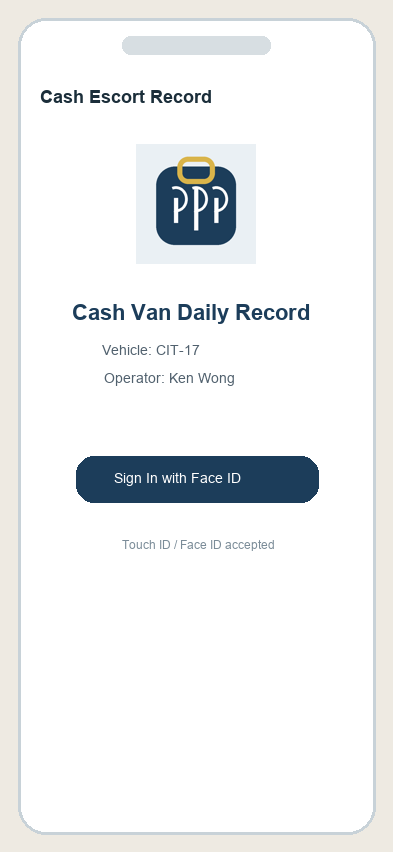 Cash Escort Record
PPP
Cash Van Daily Record
Vehicle: CIT-17
Operator: Ken Wong
Sign In with Face ID
Touch ID / Face ID accepted